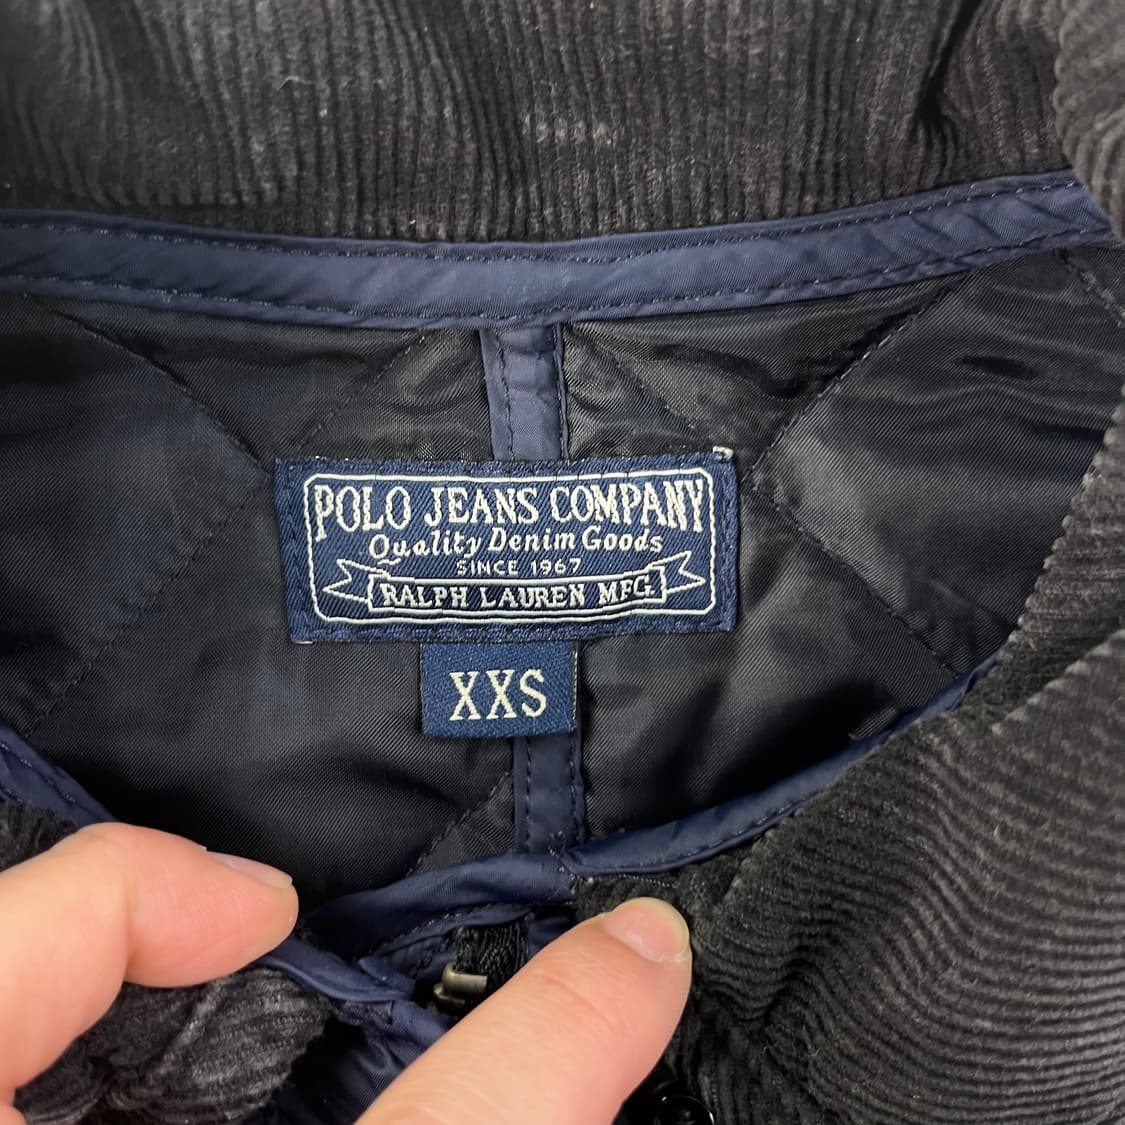 POLO JEANS COMPANY
Quality Denim Goods
SINCE 1967
RALPH LAUREN MFG.
XXS